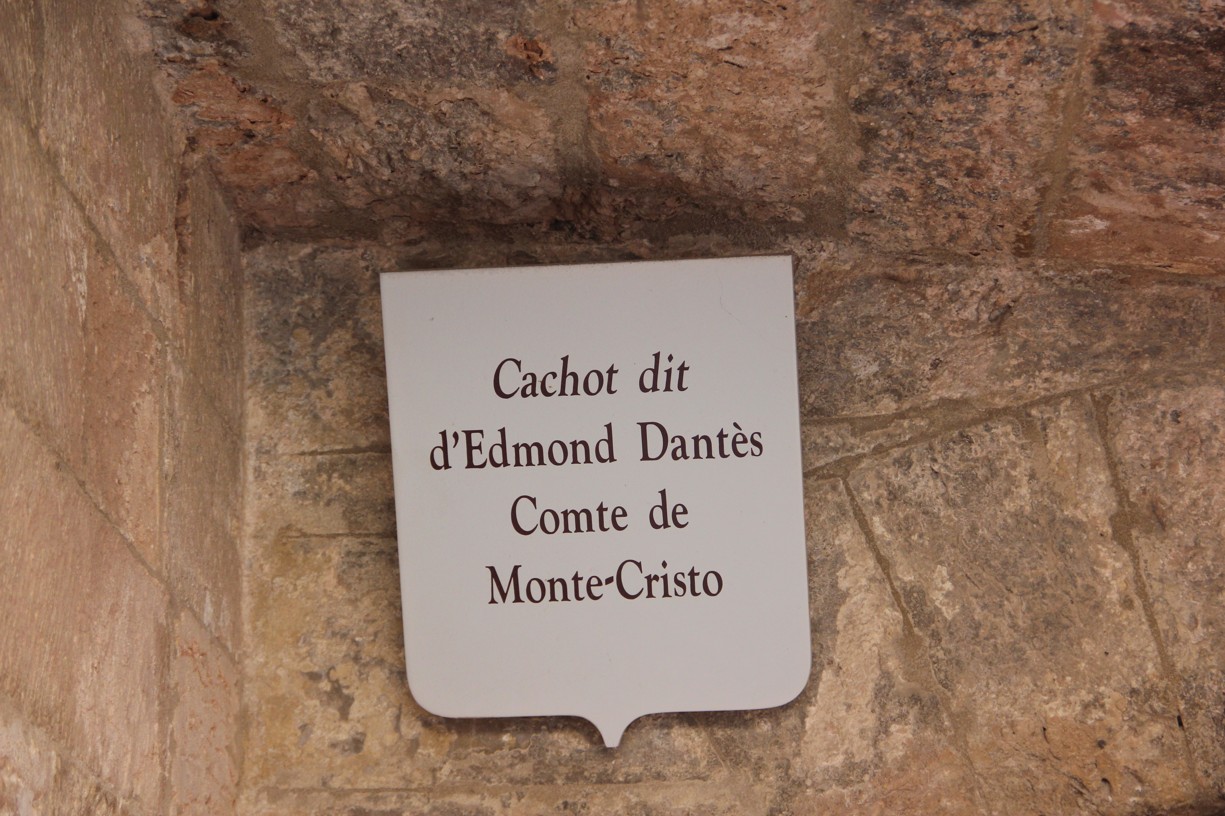 Cachot dit
d'Edmond Dantès
Comte de
Monte-Cristo